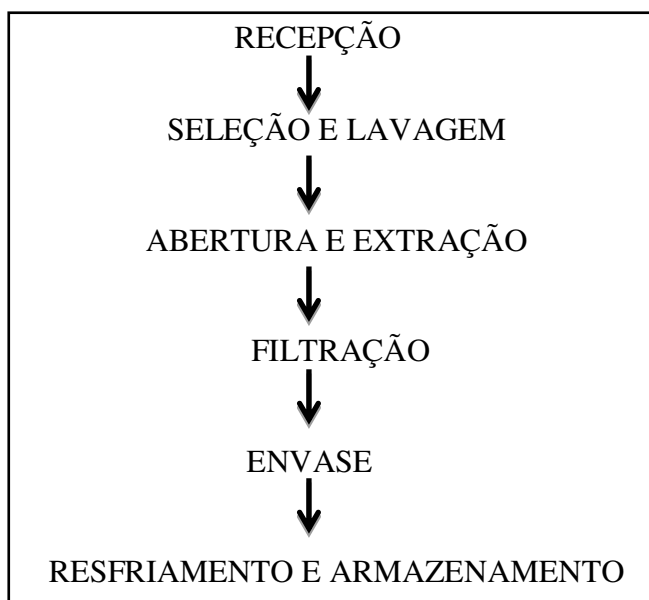 RECEPÇÃO
SELEÇÃO E LAVAGEM
ABERTURA E EXTRAÇÃO
FILTRAÇÃO
ENVASE
RESFRIAMENTO E ARMAZENAMENTO